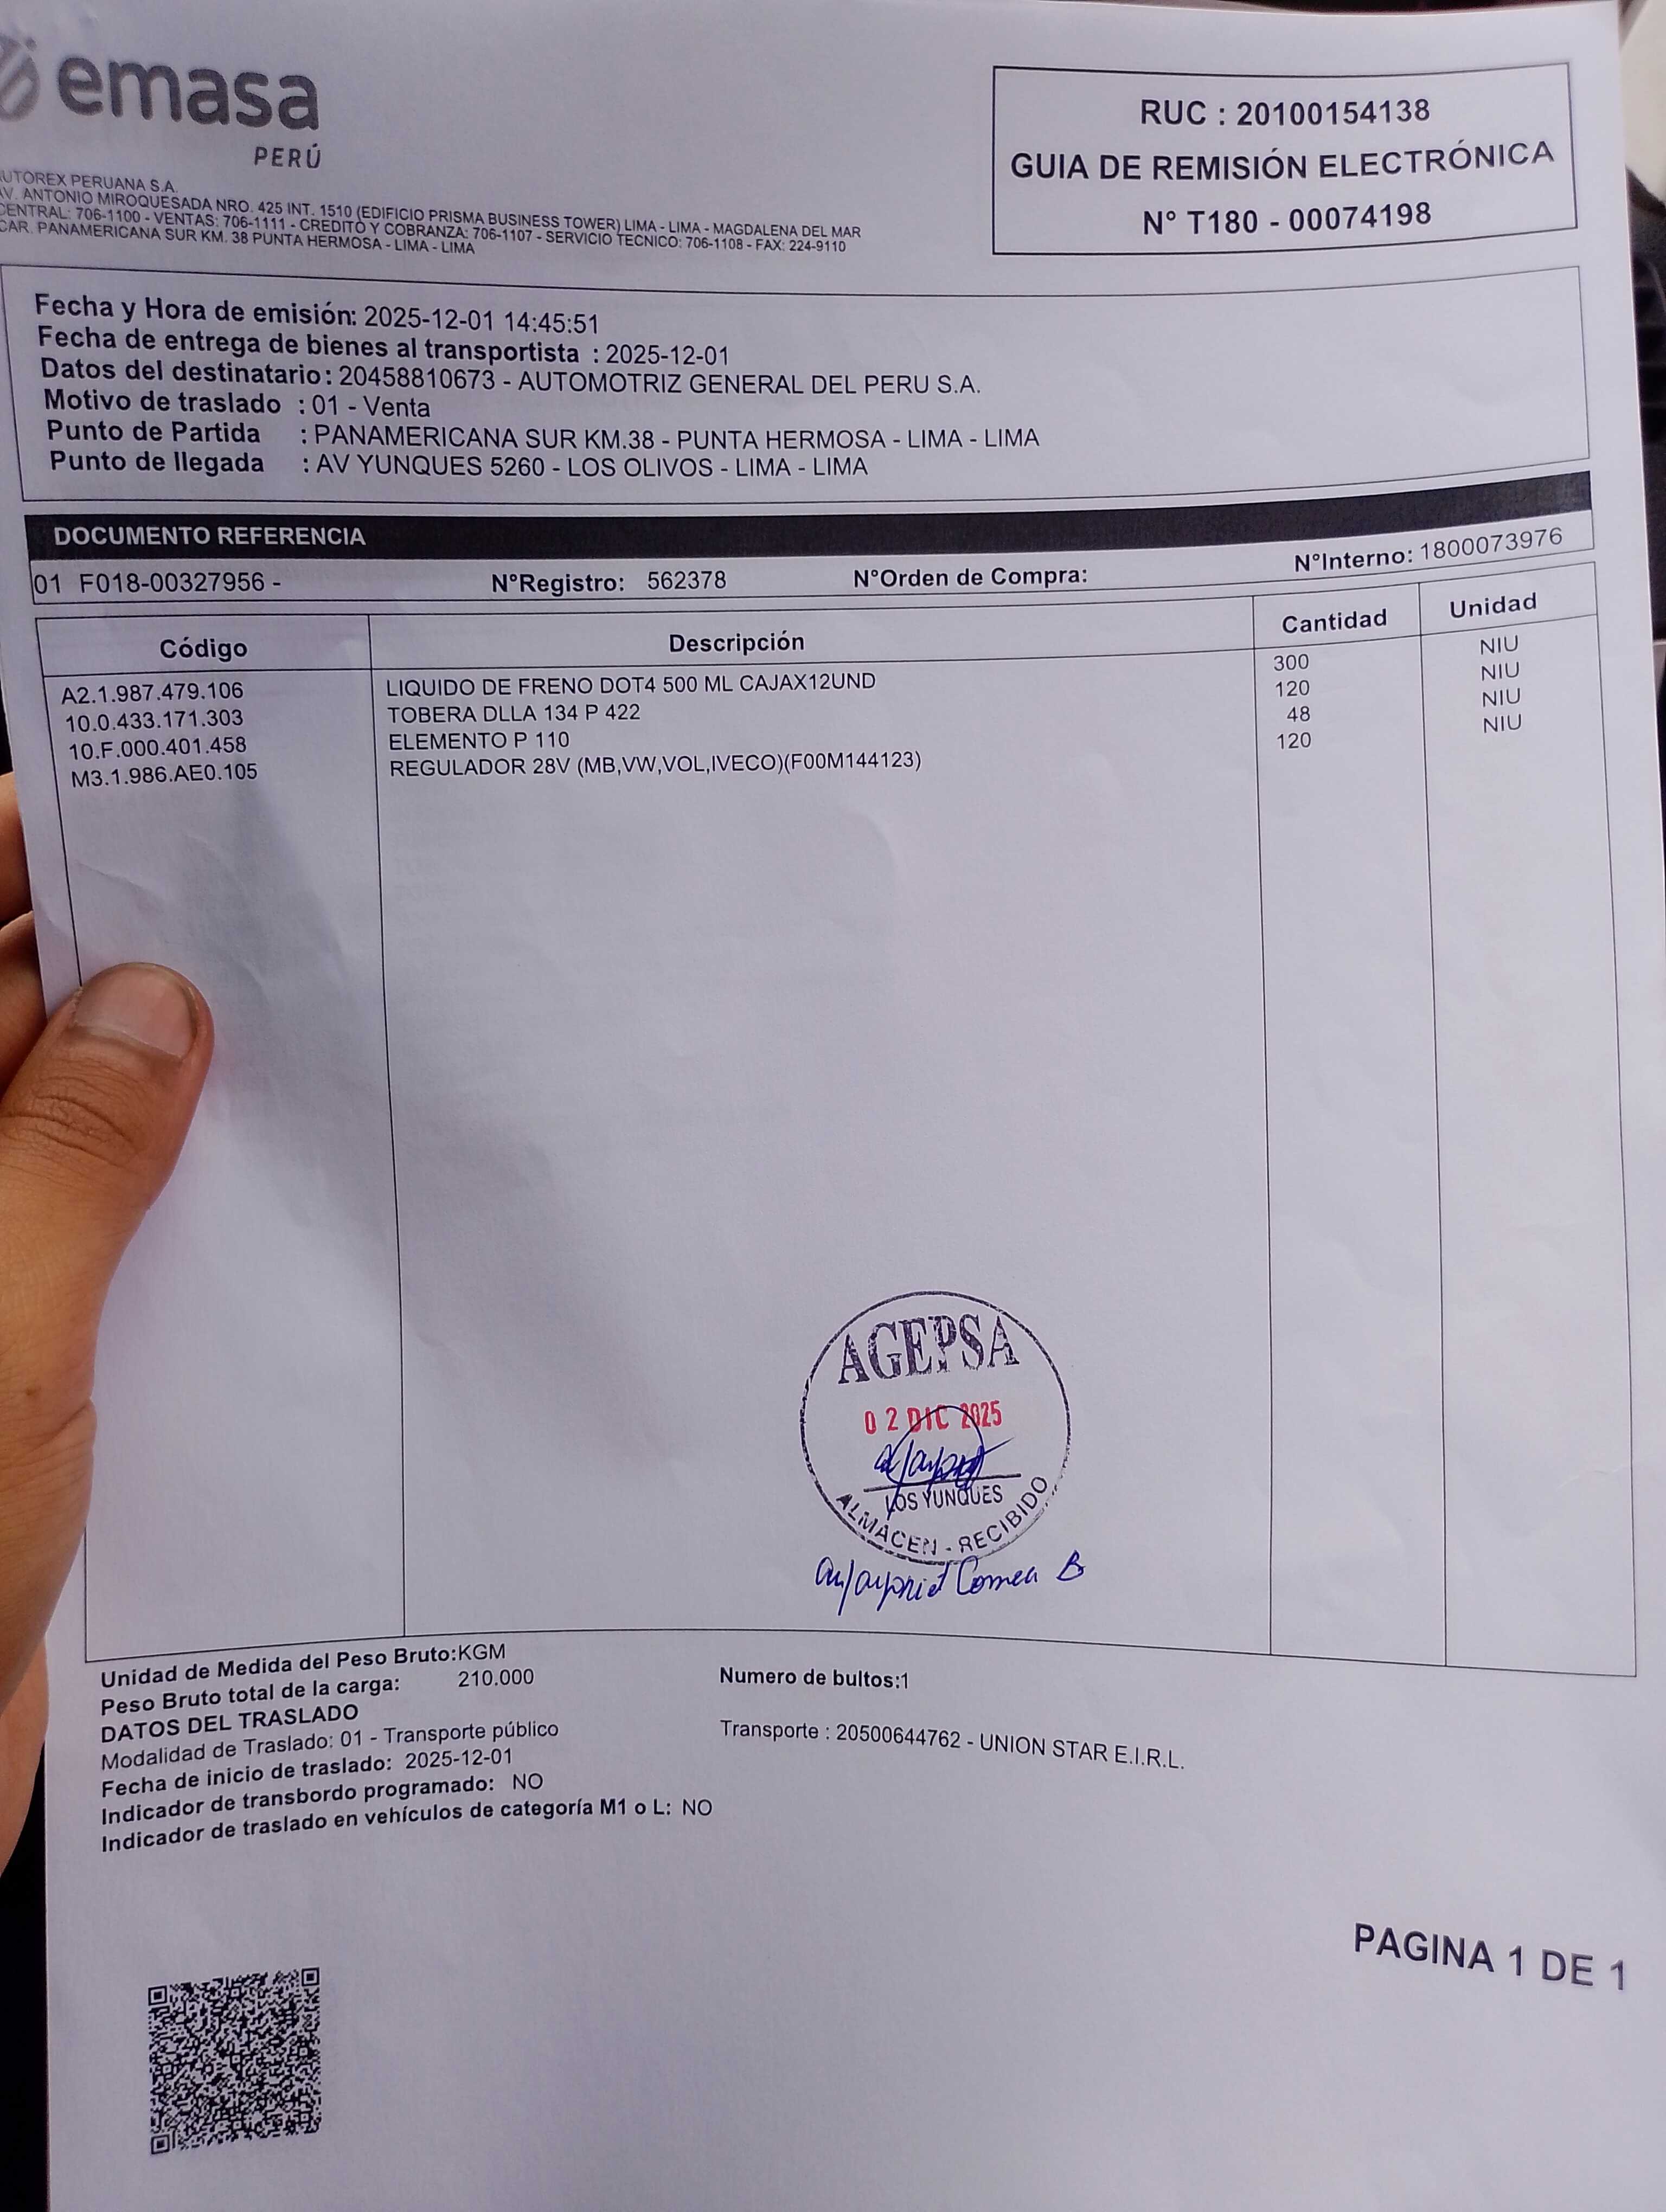 emasa
PERÚ
UTOREX PERUANA S.A.
AV. ANTONIO MIROQUESADA NRO. 425 INT. 1510 (EDIFICIO PRISMA BUSINESS TOWER) LIMA - LIMA - MAGDALENA DEL MAR
CENTRAL: 706-1100 - VENTAS: 706-1111 - CREDITO Y COBRANZA: 706-1107 - SERVICIO TECNICO: 706-1108 - FAX: 224-9110
CAR. PANAMERICANA SUR KM. 38 PUNTA HERMOSA - LIMA - LIMA
RUC : 20100154138
GUIA DE REMISIÓN ELECTRÓNICA
N° T180 - 00074198
Fecha y Hora de emisión: 2025-12-01 14:45:51
Fecha de entrega de bienes al transportista : 2025-12-01
Datos del destinatario: 20458810673 - AUTOMOTRIZ GENERAL DEL PERU S.A.
Motivo de traslado : 01 - Venta
Punto de Partida : PANAMERICANA SUR KM.38 - PUNTA HERMOSA - LIMA - LIMA
Punto de llegada : AV YUNQUES 5260 - LOS OLIVOS - LIMA - LIMA
DOCUMENTO REFERENCIA
01 F018-00327956 - N°Registro: 562378 N°Orden de Compra: N°Interno: 1800073976
Código Descripción Cantidad Unidad
A2.1.987.479.106 LIQUIDO DE FRENO DOT4 500 ML CAJAX12UND 300 NIU
10.0.433.171.303 TOBERA DLLA 134 P 422 120 NIU
10.F.000.401.458 ELEMENTO P 110 48 NIU
M3.1.986.AE0.105 REGULADOR 28V (MB,VW,VOL,IVECO)(F00M144123) 120 NIU
AGEPSA
02 DIC 2025
LOS YUNQUES
ALMACEN - RECIBIDO
Unidad de Medida del Peso Bruto:KGM
Peso Bruto total de la carga: 210.000 Numero de bultos:1
DATOS DEL TRASLADO
Modalidad de Traslado: 01 - Transporte público Transporte : 20500644762 - UNION STAR E.I.R.L.
Fecha de inicio de traslado: 2025-12-01
Indicador de transbordo programado: NO
Indicador de traslado en vehículos de categoría M1 o L: NO
PAGINA 1 DE 1